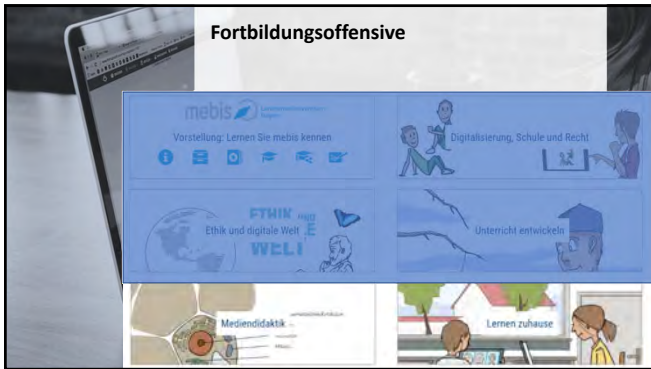 Fortbildungsoffensive
mebis
Vorstellung: Lernen Sie mebis kennen
Digitalisierung, Schule und Recht
ETHIK
Ethik und digitale Welt
WELT
Unterricht entwickeln
Mediendidaktik
Lernen zuhause